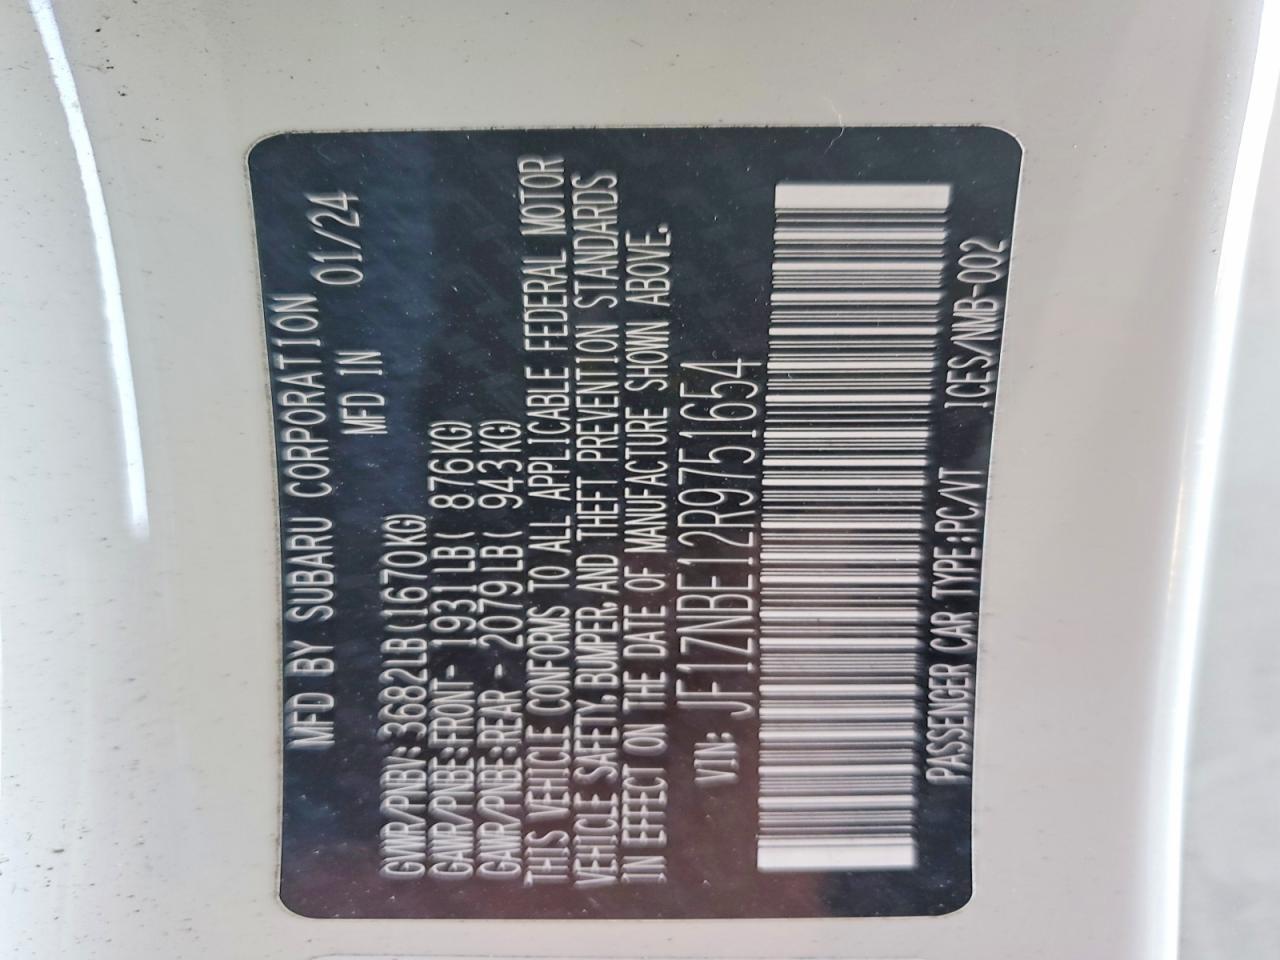 MFD BY SUBARU CORPORATION
MFD IN 01/24
GVWR/PNBV: 3682LB(1670KG)
GAWR/PNBE:FRONT- 1931LB( 876KG)
GAWR/PNBE:REAR - 2079LB( 943KG)
THIS VEHICLE CONFORMS TO ALL APPLICABLE FEDERAL MOTOR
VEHICLE SAFETY, BUMPER, AND THEFT PREVENTION STANDARDS
IN EFFECT ON THE DATE OF MANUFACTURE SHOWN ABOVE.
VIN: JF1ZNBE12R9751654
PASSENGER CAR TYPE:PC/VT ICES/NMB-002